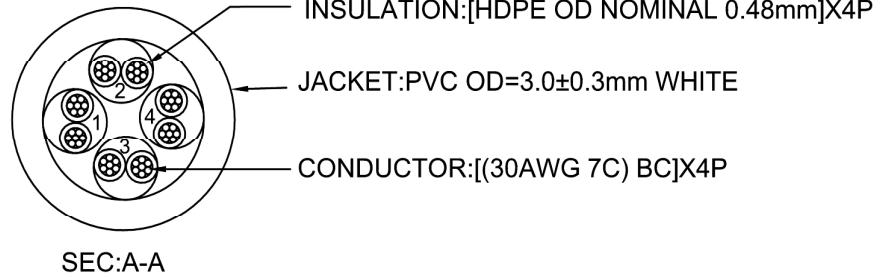 INSULATION:[HDPE OD NOMINAL 0.48mm]X4P
JACKET:PVC OD=3.0±0.3mm WHITE
2
1
4
3
CONDUCTOR:[(30AWG 7C) BC]X4P
SEC:A-A